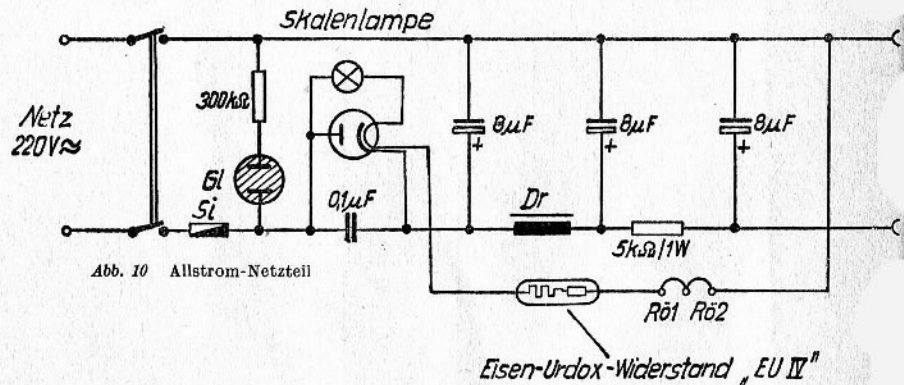 Skalenlampe
300kΩ
Netz
220V≂
Gl
Si
0,1μF
8μF
8μF
8μF
+
+
+
Dr
5kΩ/1W
Abb. 10 Allstrom-Netzteil
Rö1 Rö2
Eisen-Urdox-Widerstand „EU IV"